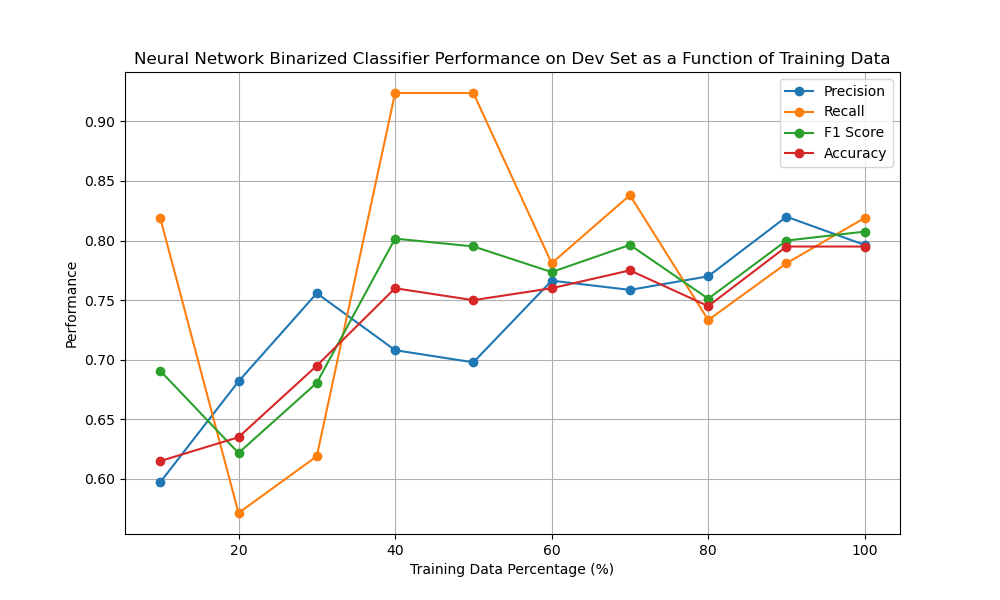 Neural Network Binarized Classifier Performance on Dev Set as a Function of Training Data
Precision
Recall
F1 Score
Accuracy
Performance
0.90
0.85
0.80
0.75
0.70
0.65
0.60
20
40
60
80
100
Training Data Percentage (%)